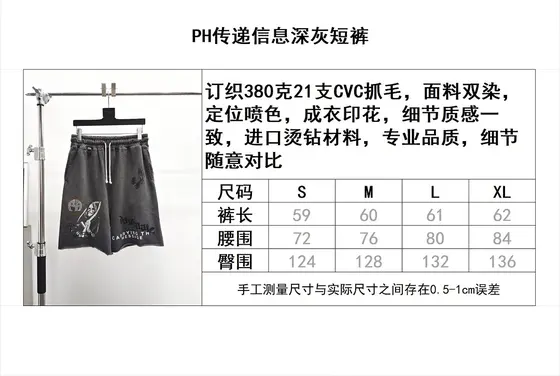 PH传递信息深灰短裤
订织380克21支CVC抓毛，面料双染，
定位喷色，成衣印花，细节质感一
致，进口烫钻材料，专业品质，细节
随意对比
尺码 S M L XL
裤长 59 60 61 62
腰围 72 76 80 84
臀围 124 128 132 136
手工测量尺寸与实际尺寸之间存在0.5-1cm误差
CARRYING TH